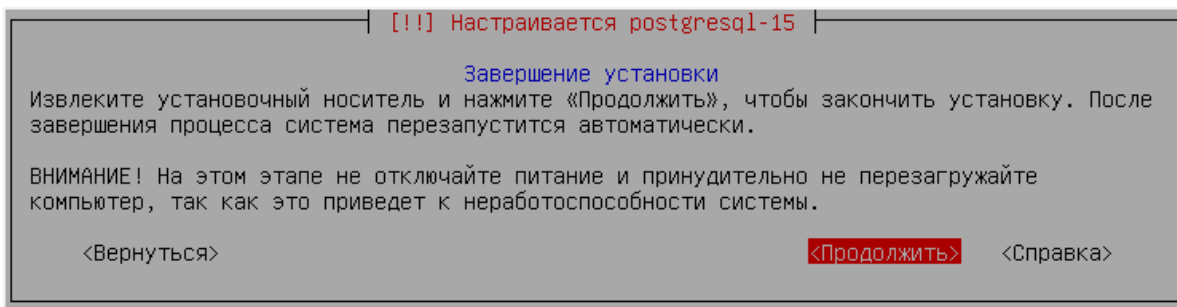 [!!] Настраивается postgresql-15
Завершение установки
Извлеките установочный носитель и нажмите «Продолжить», чтобы закончить установку. После
завершения процесса система перезапустится автоматически.
ВНИМАНИЕ! На этом этапе не отключайте питание и принудительно не перезагружайте
компьютер, так как это приведет к неработоспособности системы.
<Вернуться> <Продолжить> <Справка>